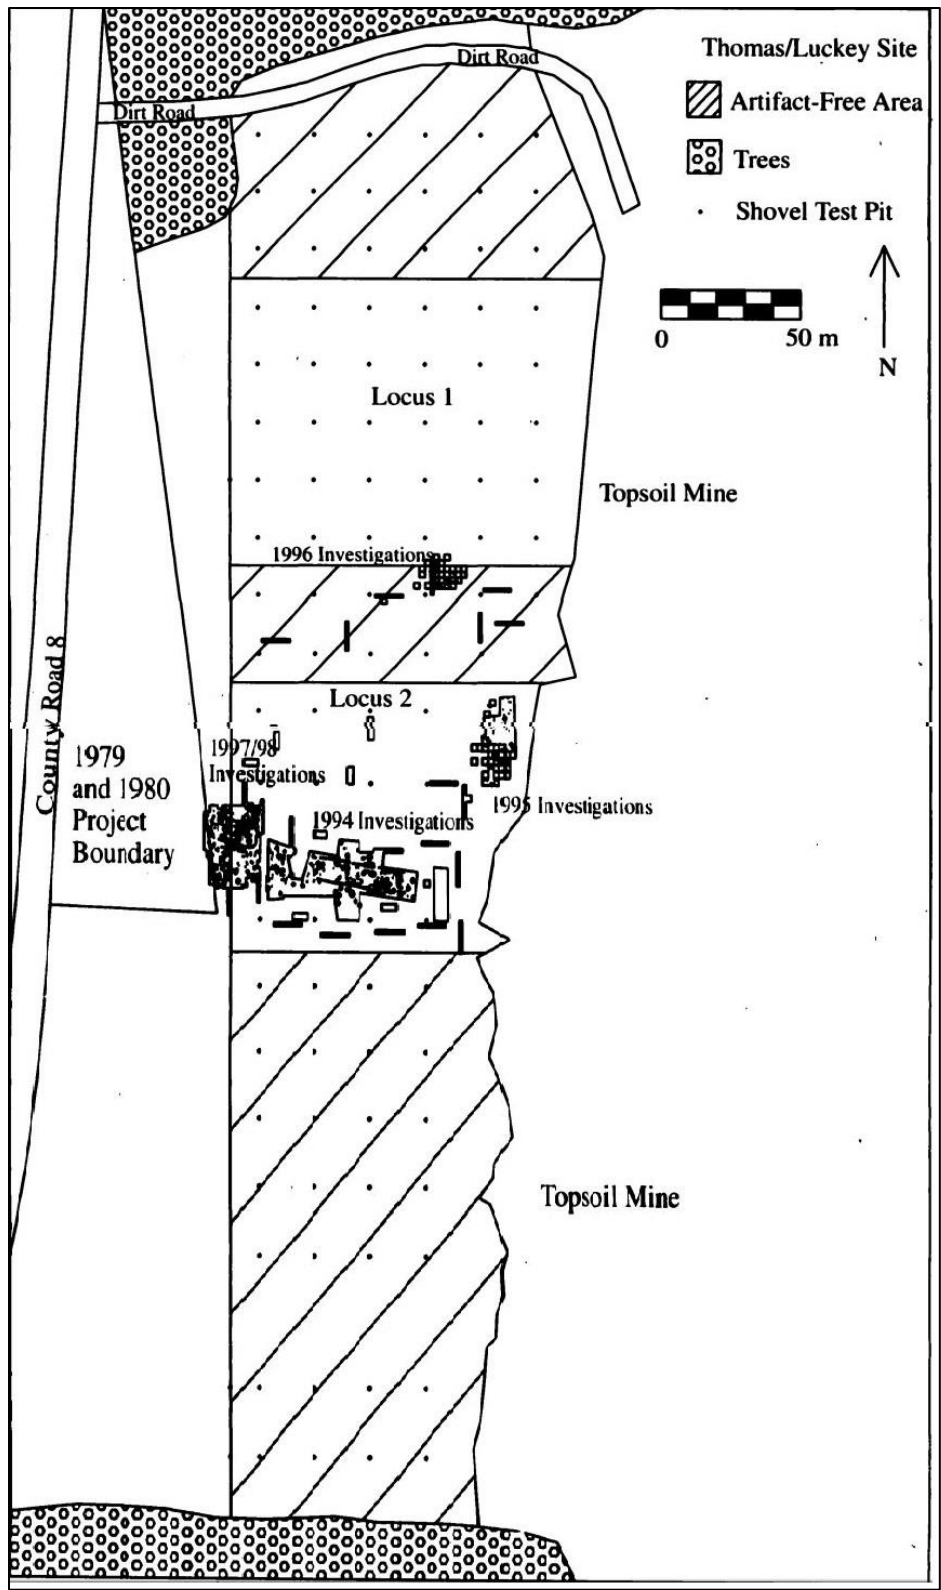 Thomas/Luckey Site
Artifact-Free Area
Trees
Shovel Test Pit
0 50 m
N
Dirt Road
Dirt Road
Locus 1
Topsoil Mine
1996 Investigations
County Road 8
Locus 2
1979
and 1980
Project
Boundary
1997/98
Investigations
1995 Investigations
1994 Investigations
Topsoil Mine